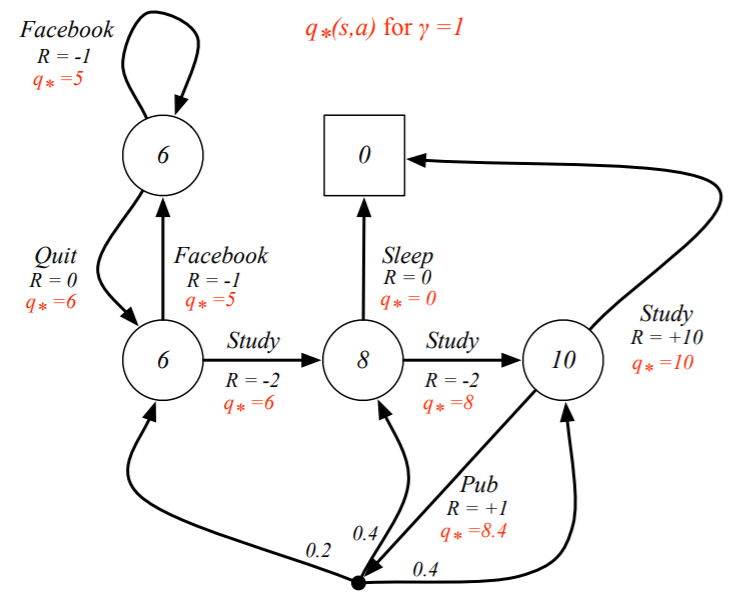 Facebook
R = -1
q* =5
q*(s,a) for γ =1
6
0
Quit
R = 0
q* =6
Facebook
R = -1
q* =5
Sleep
R = 0
q* = 0
Study
R = +10
q* =10
6
Study
R = -2
q* =6
8
Study
R = -2
q* =8
10
Pub
R = +1
q* =8.4
0.2
0.4
0.4